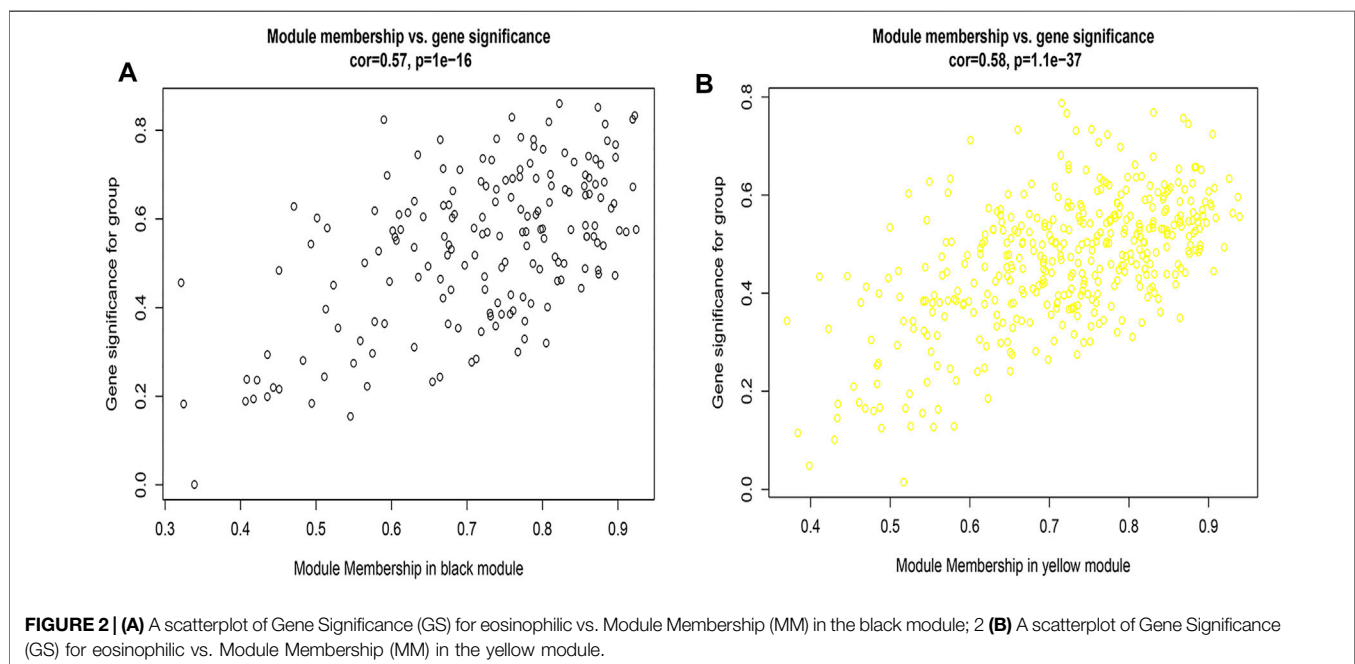 Module membership vs. gene significance
cor=0.57, p=1e−16
A
Gene significance for group
0.8
0.6
0.4
0.2
0.0
0.3 0.4 0.5 0.6 0.7 0.8 0.9
Module Membership in black module
Module membership vs. gene significance
cor=0.58, p=1.1e−37
B
Gene significance for group
0.8
0.6
0.4
0.2
0.0
0.4 0.5 0.6 0.7 0.8 0.9
Module Membership in yellow module
FIGURE 2 | (A) A scatterplot of Gene Significance (GS) for eosinophilic vs. Module Membership (MM) in the black module; 2 (B) A scatterplot of Gene Significance
(GS) for eosinophilic vs. Module Membership (MM) in the yellow module.